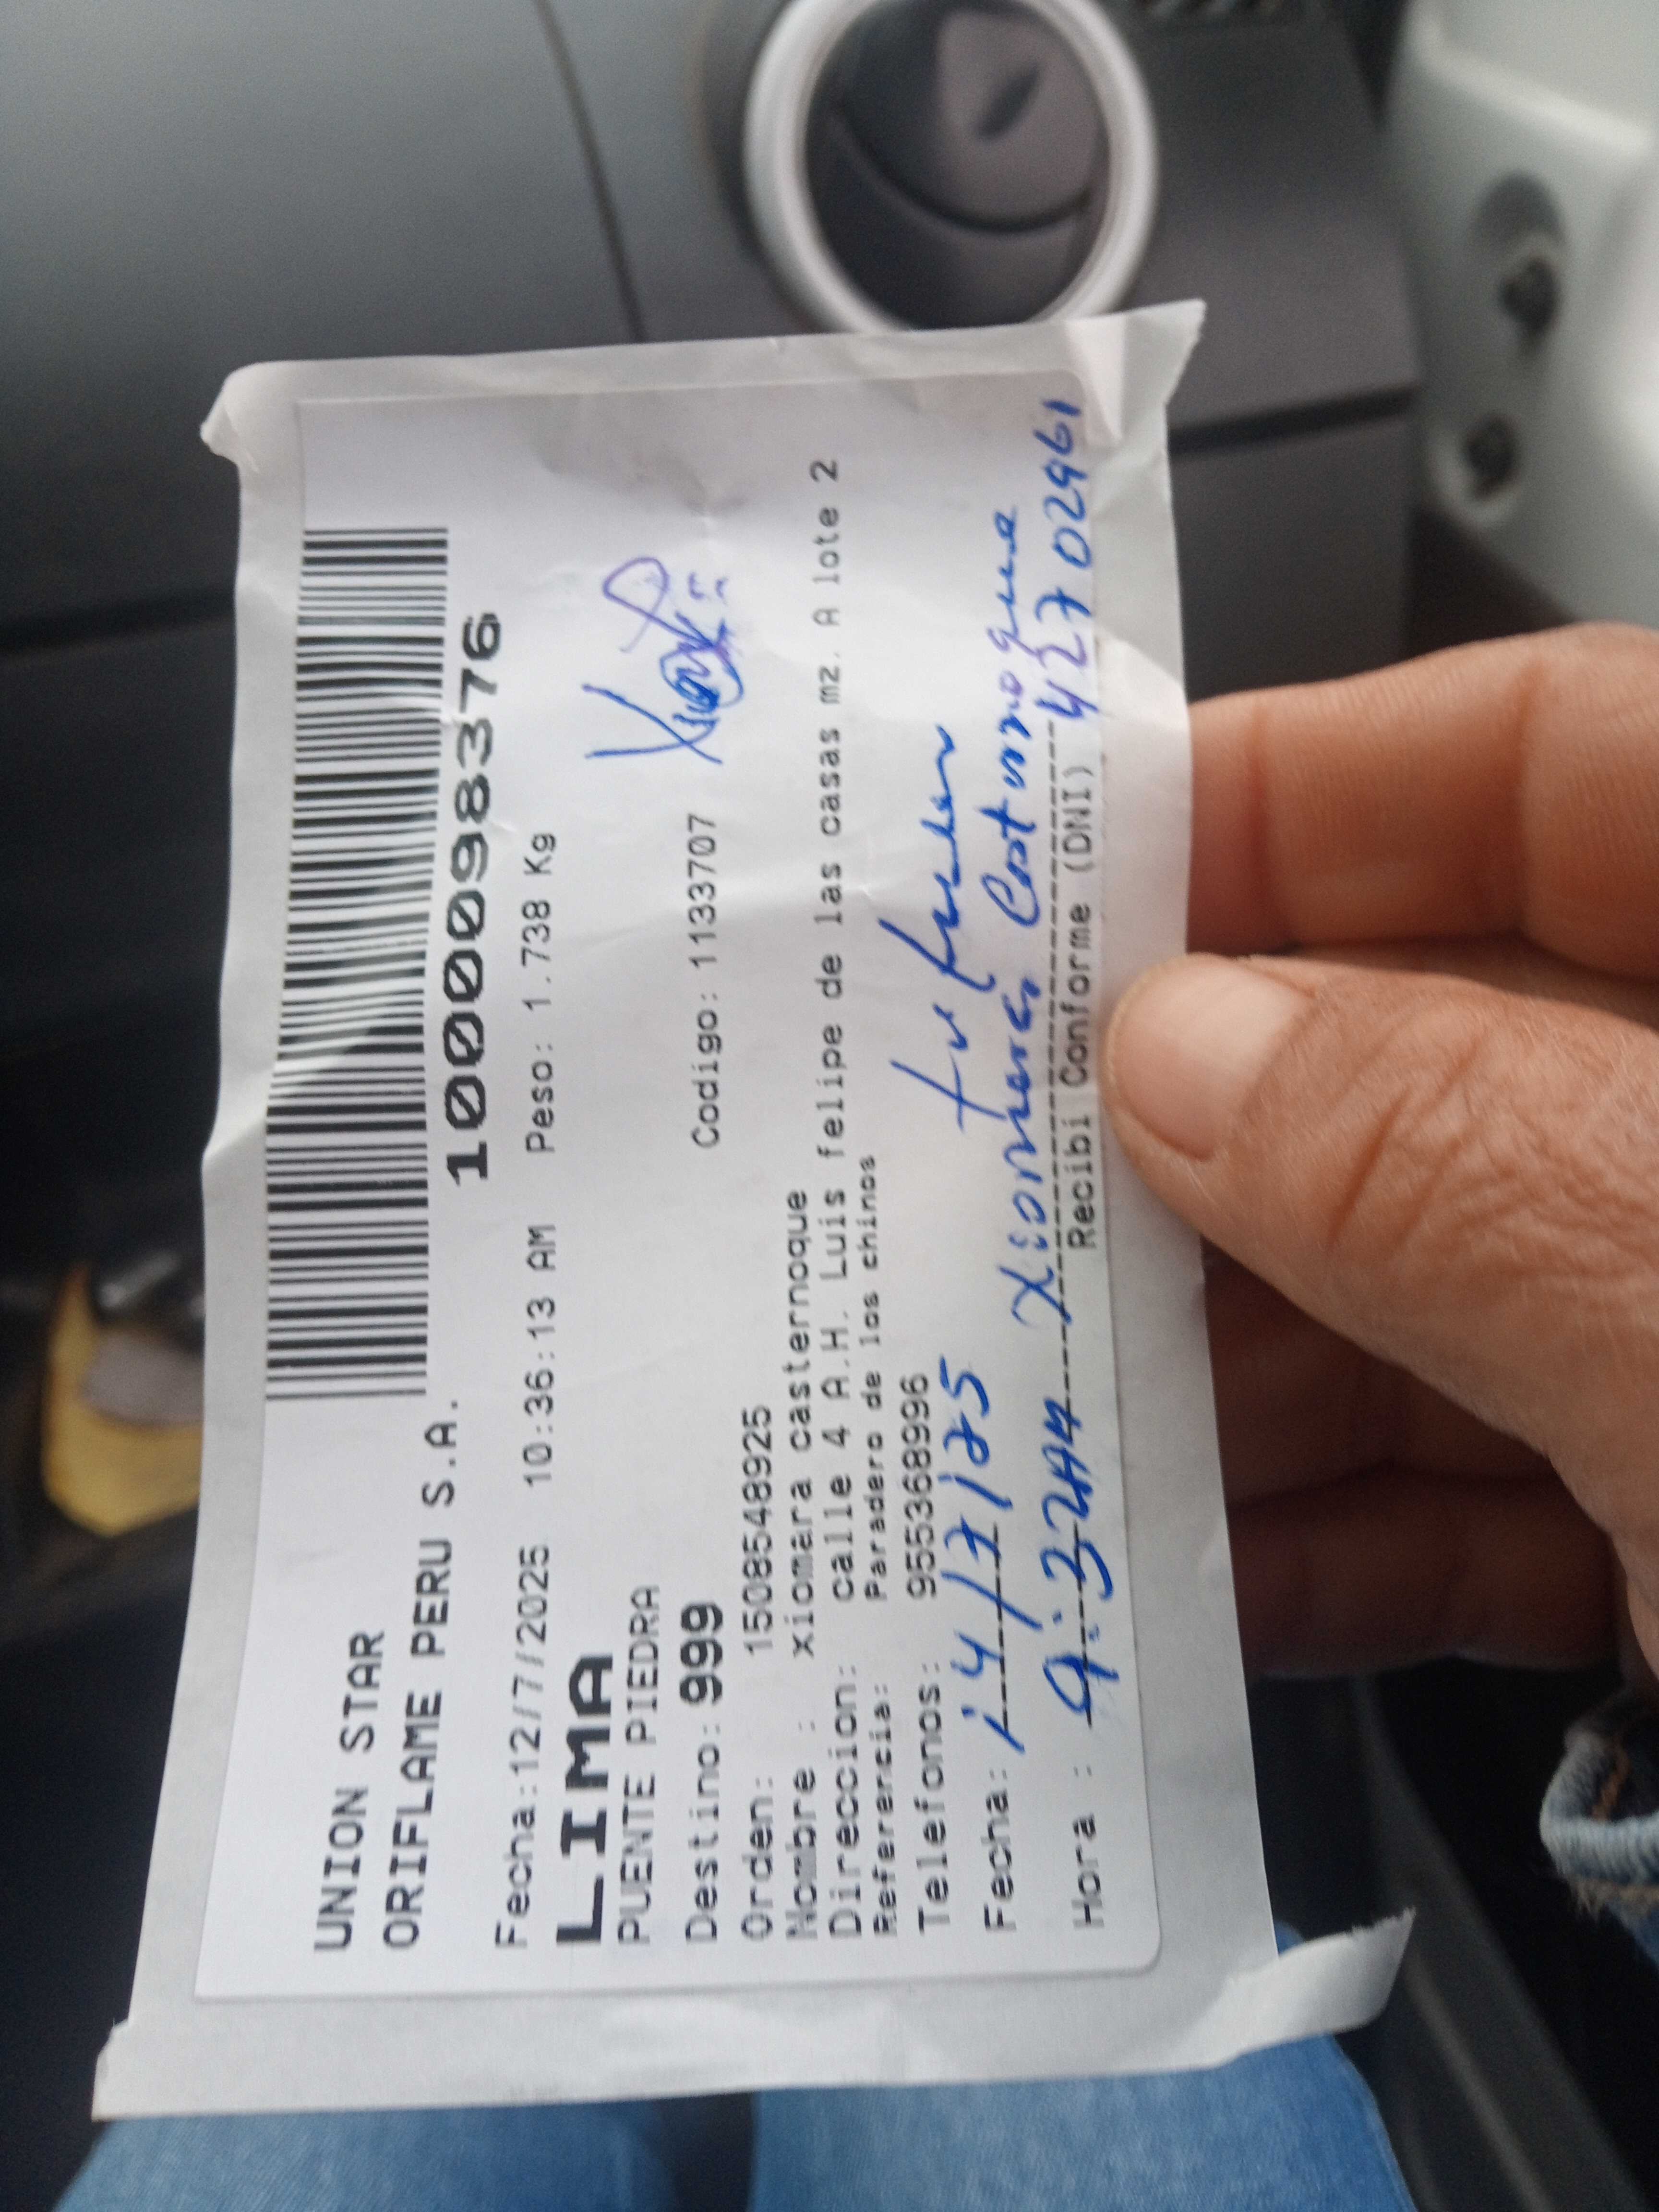 UNION STAR
ORIFLAME PERU S.A.
10000983376
Fecha:12/7/2025 10:36:13 AM Peso: 1.738 Kg
LIMA
PUENTE PIEDRA
Destino: 999 Codigo: 1133707
Orden: 1508548925
Nombre : xiomara casternoque
Direccion: calle 4 A.H. Luis felipe de las casas mz. A lote 2
Referencia: Paradero de los chinos
Telefonos: 955368996
Fecha: 14/7/25
Hora : 9:32AM Xiomara
Recibi Conforme (DNI) 42702961